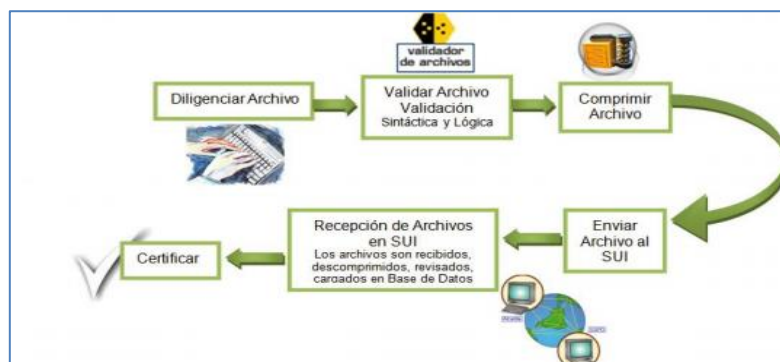 validador
de archivos
Diligenciar Archivo
Validar Archivo
Validación
Sintáctica y Lógica
Comprimir
Archivo
Enviar
Archivo al
SUI
Recepción de Archivos
en SUI
Los archivos son recibidos,
descomprimidos, revisados,
cargados en Base de Datos
Certificar